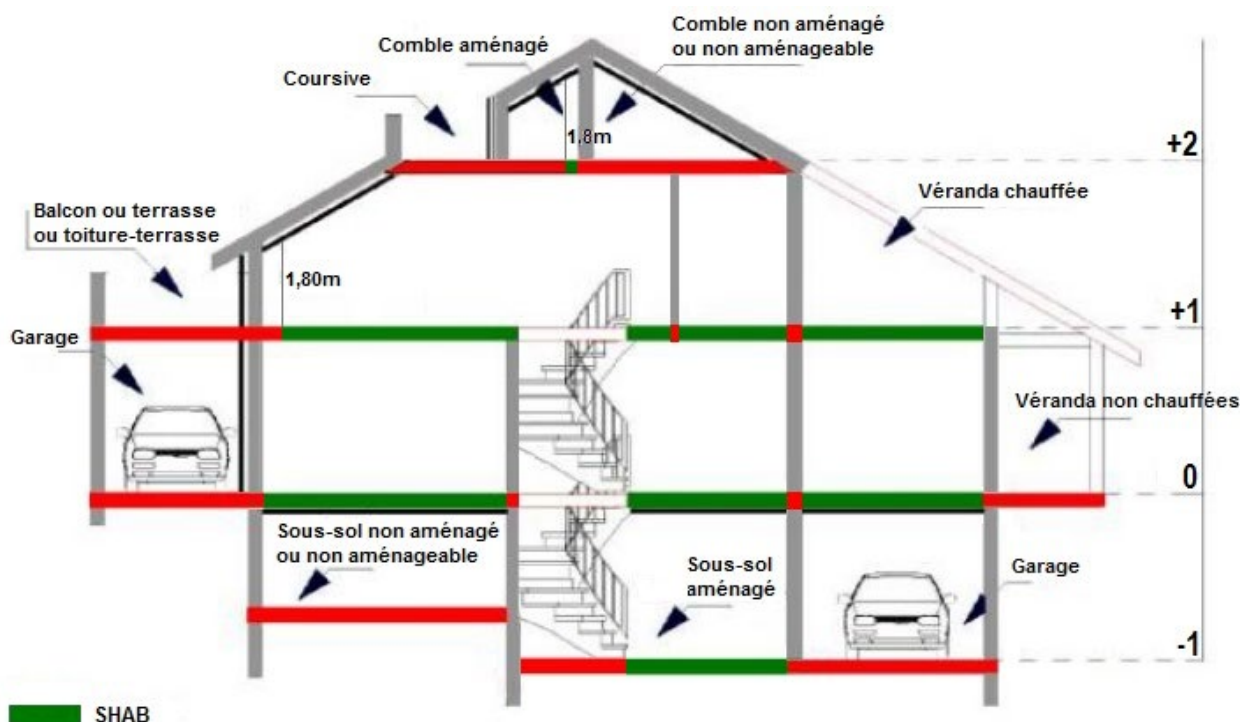 Comble non aménagé
ou non aménageable
Comble aménagé
Coursive
1.8m
+2
Véranda chauffée
Balcon ou terrasse
ou toiture-terrasse
1,80m
+1
Garage
Véranda non chauffées
0
Sous-sol non aménagé
ou non aménageable
Sous-sol
aménagé
Garage
-1
SHAB